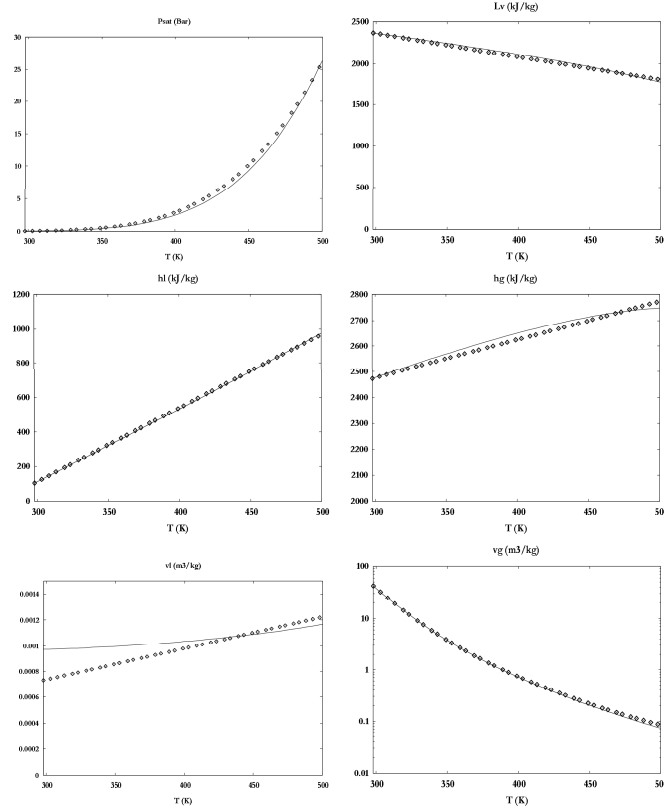 Psat (Bar)
30
25
20
15
10
5
0
300 350 400 450 500
T (K)
Lv (kJ/kg)
2500
2000
1500
1000
500
0
300 350 400 450 50
T (K)
hl (kJ/kg)
1200
1000
800
600
400
200
0
300 350 400 450 500
T (K)
hg (kJ/kg)
2800
2700
2600
2500
2400
2300
2200
2100
2000
300 350 400 450 50
T (K)
vl (m3/kg)
0.0014
0.0012
0.001
0.0008
0.0006
0.0004
0.0002
0
300 350 400 450 500
T (K)
vg (m3/kg)
100
10
1
0.1
0.01
300 350 400 450 50
T (K)